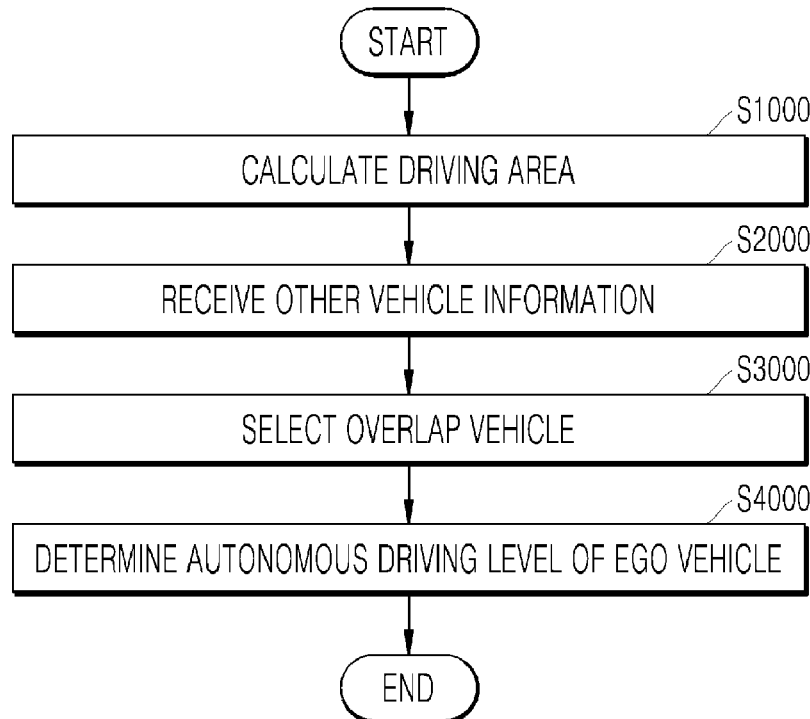 START
S1000
CALCULATE DRIVING AREA
S2000
RECEIVE OTHER VEHICLE INFORMATION
S3000
SELECT OVERLAP VEHICLE
S4000
DETERMINE AUTONOMOUS DRIVING LEVEL OF EGO VEHICLE
END